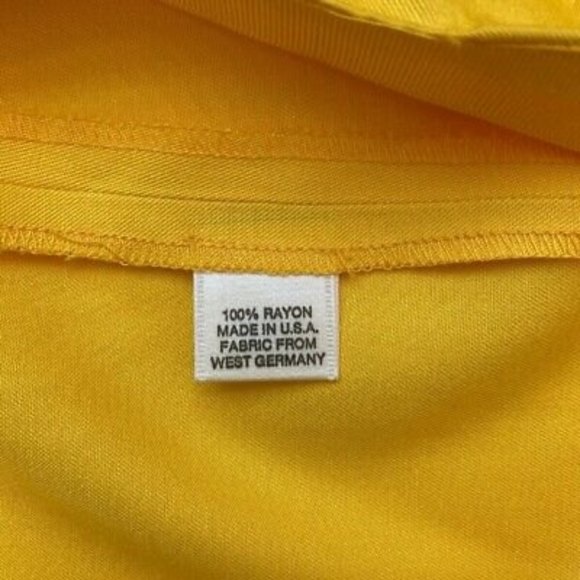 100% RAYON
MADE IN U.S.A.
FABRIC FROM
WEST GERMANY